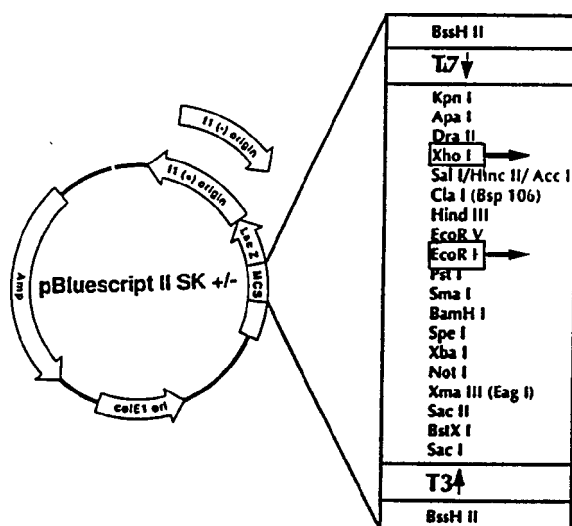 f1 (-) origin
f1 (+) origin
Lac Z
MCS
Amp
pBluescript II SK +/-
colE1 ori
BssH II
T7
Kpn I
Apa I
Dra II
Xho I
Sal I/Hinc II/ Acc I
Cla I (Bsp 106)
Hind III
EcoR V
EcoR I
Pst I
Sma I
BamH I
Spe I
Xba I
Not I
Xma III (Eag I)
Sac II
BstX I
Sac I
T3
BssH II